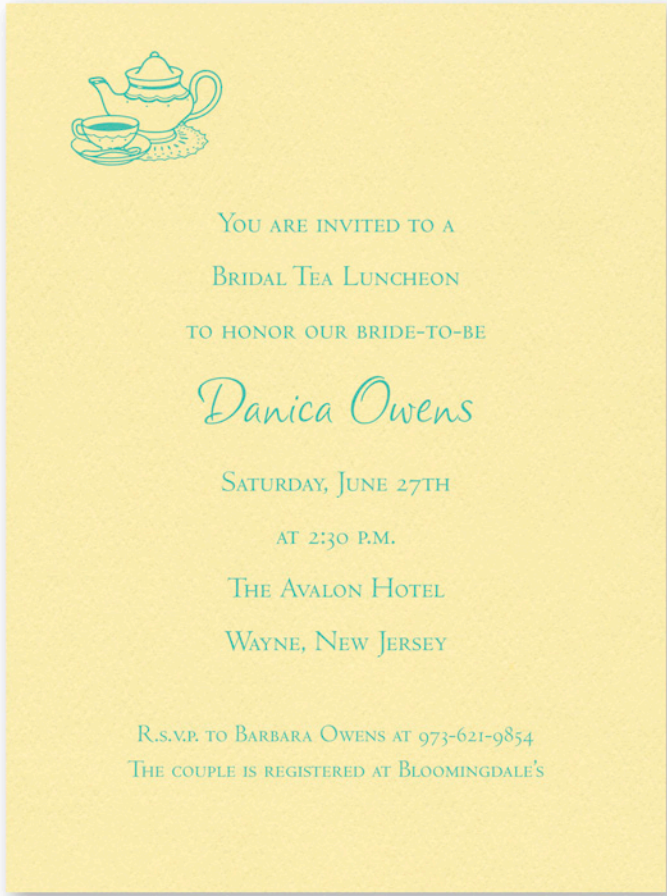 You are invited to a
Bridal Tea Luncheon
to honor our bride-to-be
Danica Owens
Saturday, June 27th
at 2:30 p.m.
The Avalon Hotel
Wayne, New Jersey
R.s.v.p. to Barbara Owens at 973-621-9854
The couple is registered at Bloomingdale's